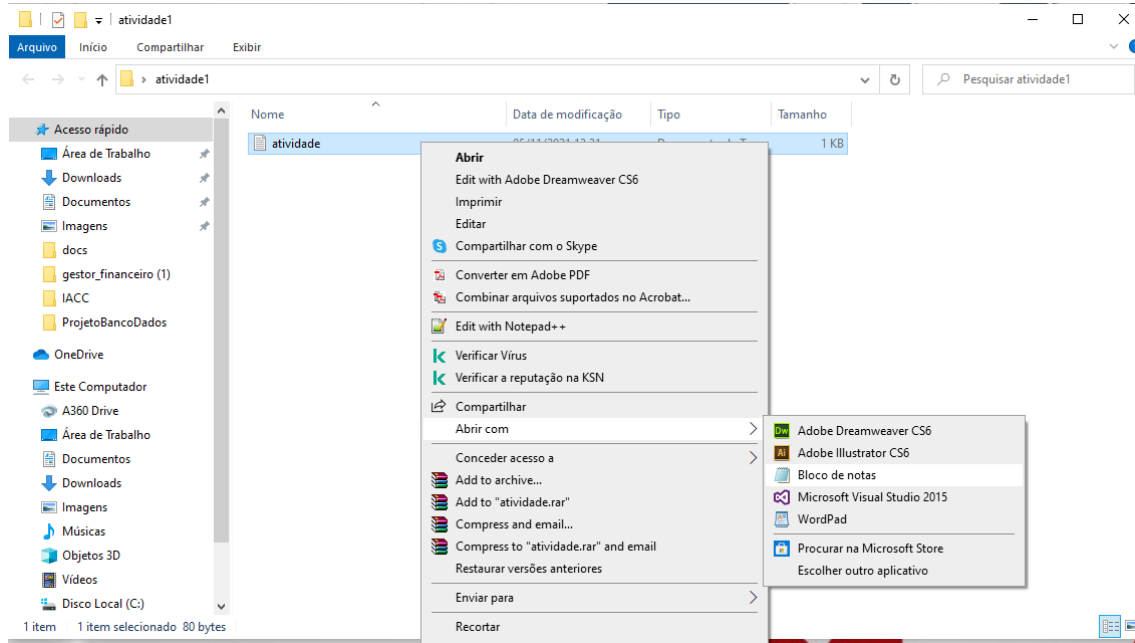 atividade1
Arquivo Início Compartilhar Exibir
atividade1
Pesquisar atividade1
Nome Data de modificação Tipo Tamanho
atividade 1 KB
Acesso rápido
Área de Trabalho
Downloads
Documentos
Imagens
docs
gestor_financeiro (1)
IACC
ProjetoBancoDados
OneDrive
Este Computador
A360 Drive
Área de Trabalho
Documentos
Downloads
Imagens
Músicas
Objetos 3D
Vídeos
Disco Local (C:)
Abrir
Edit with Adobe Dreamweaver CS6
Imprimir
Editar
Compartilhar com o Skype
Converter em Adobe PDF
Combinar arquivos suportados no Acrobat...
Edit with Notepad++
Verificar Vírus
Verificar a reputação na KSN
Compartilhar
Abrir com
Conceder acesso a
Add to archive...
Add to "atividade.rar"
Compress and email...
Compress to "atividade.rar" and email
Restaurar versões anteriores
Enviar para
Recortar
Dw Adobe Dreamweaver CS6
Ai Adobe Illustrator CS6
Bloco de notas
Microsoft Visual Studio 2015
WordPad
Procurar na Microsoft Store
Escolher outro aplicativo
1 item 1 item selecionado 80 bytes